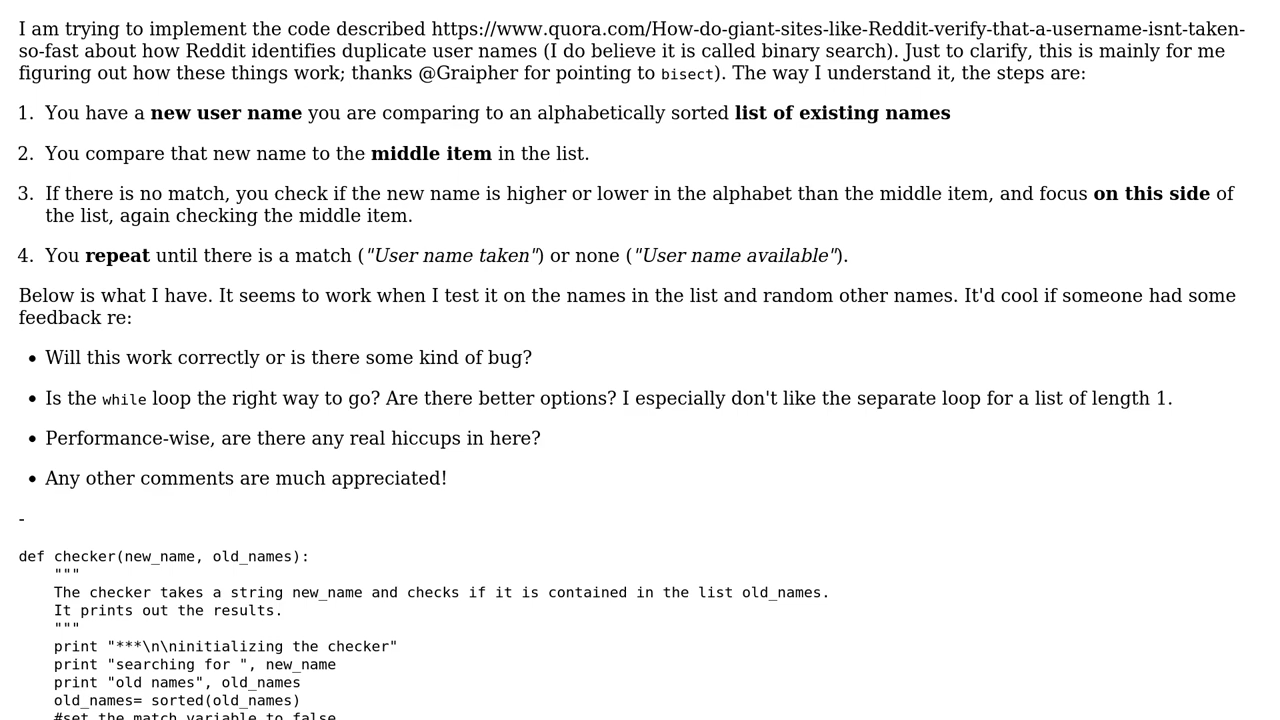 I am trying to implement the code described https://www.quora.com/How-do-giant-sites-like-Reddit-verify-that-a-username-isnt-taken-
so-fast about how Reddit identifies duplicate user names (I do believe it is called binary search). Just to clarify, this is mainly for me
figuring out how these things work; thanks @Graipher for pointing to bisect). The way I understand it, the steps are:
1. You have a new user name you are comparing to an alphabetically sorted list of existing names
2. You compare that new name to the middle item in the list.
3. If there is no match, you check if the new name is higher or lower in the alphabet than the middle item, and focus on this side of
the list, again checking the middle item.
4. You repeat until there is a match ("User name taken") or none ("User name available").
Below is what I have. It seems to work when I test it on the names in the list and random other names. It'd cool if someone had some
feedback re:
• Will this work correctly or is there some kind of bug?
• Is the while loop the right way to go? Are there better options? I especially don't like the separate loop for a list of length 1.
• Performance-wise, are there any real hiccups in here?
• Any other comments are much appreciated!
-
def checker(new_name, old_names):
    """
    The checker takes a string new_name and checks if it is contained in the list old_names.
    It prints out the results.
    """
    print "***\n\ninitializing the checker"
    print "searching for ", new_name
    print "old names", old_names
    old_names= sorted(old_names)
    #set the match variable to false